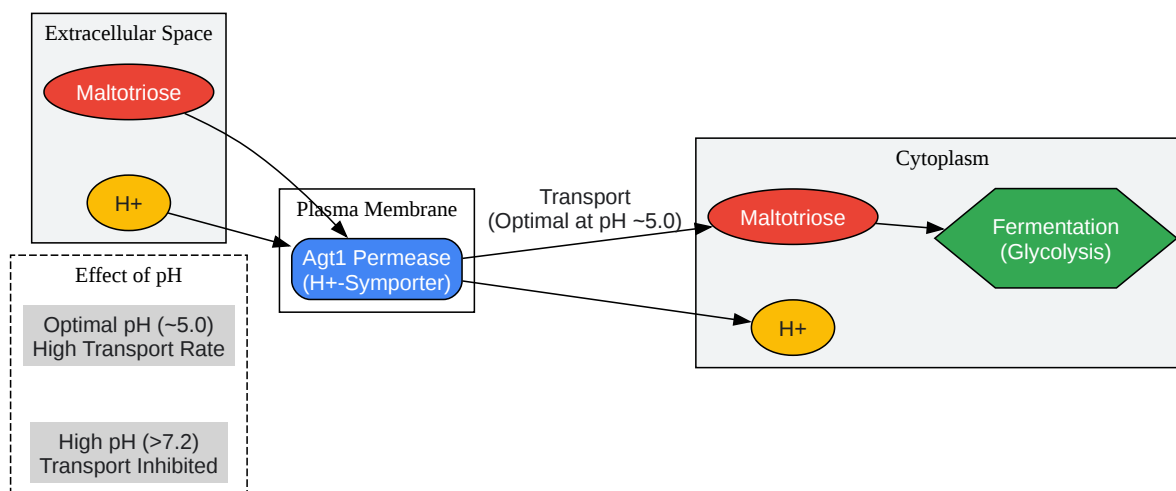 Extracellular Space
Maltotriose
H+
Plasma Membrane
Agt1 Permease
(H+-Symporter)
Transport
(Optimal at pH ~5.0)
Cytoplasm
Maltotriose
Fermentation
(Glycolysis)
H+
Effect of pH
Optimal pH (~5.0)
High Transport Rate
High pH (>7.2)
Transport Inhibited